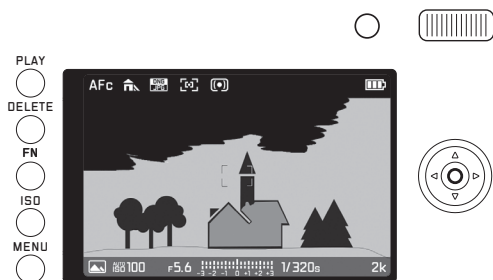 PLAY
DELETE
FN
ISO
MENU
AFc DNG JPG
AUTO ISO 100 F5.6 -3 -2 -1 0 +1 +2 +3 1/320s 2k